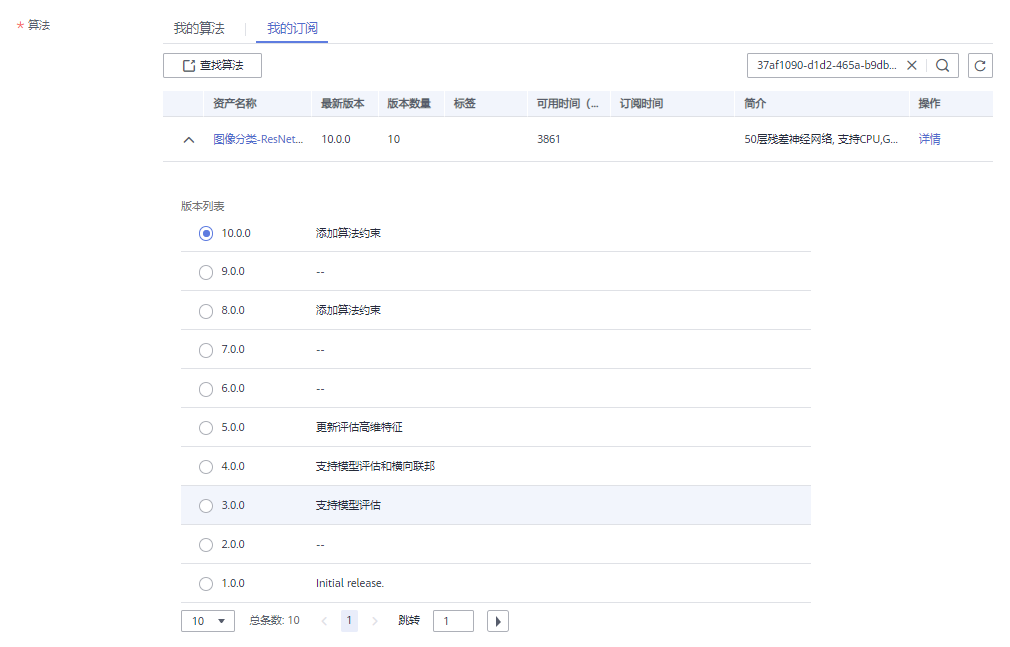 * 算法
我的算法 我的订阅
查找算法 37af1090-d1d2-465a-b9db...
资产名称 最新版本 版本数量 标签 可用时间（... 订阅时间 简介 操作
图像分类-ResNet... 10.0.0 10 3861 50层残差神经网络, 支持CPU,G... 详情
版本列表
10.0.0 添加算法约束
9.0.0 --
8.0.0 添加算法约束
7.0.0 --
6.0.0 --
5.0.0 更新评估高维特征
4.0.0 支持模型评估和横向联邦
3.0.0 支持模型评估
2.0.0 --
1.0.0 Initial release.
10 总条数: 10 < 1 > 跳转 1